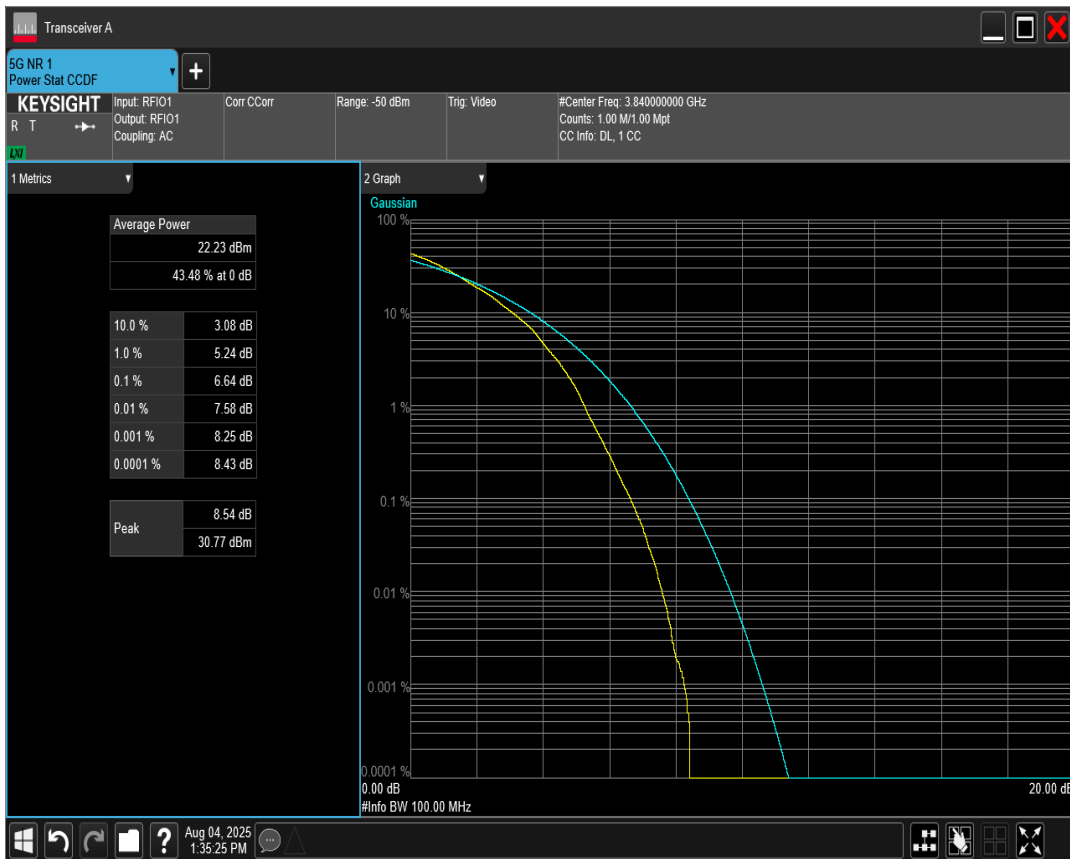 Transceiver A
5G NR 1
Power Stat CCDF
KEYSIGHT
R T
LXI
Input: RFIO1
Output: RFIO1
Coupling: AC
Corr CCorr
Range: -50 dBm
Trig: Video
#Center Freq: 3.840000000 GHz
Counts: 1.00 M/1.00 Mpt
CC Info: DL, 1 CC
1 Metrics
Average Power
22.23 dBm
43.48 % at 0 dB
10.0 % 3.08 dB
1.0 % 5.24 dB
0.1 % 6.64 dB
0.01 % 7.58 dB
0.001 % 8.25 dB
0.0001 % 8.43 dB
Peak
8.54 dB
30.77 dBm
2 Graph
Gaussian
100 %
10 %
1 %
0.1 %
0.01 %
0.001 %
0.0001 %
0.00 dB 20.00 dB
#Info BW 100.00 MHz
Aug 04, 2025
1:35:25 PM